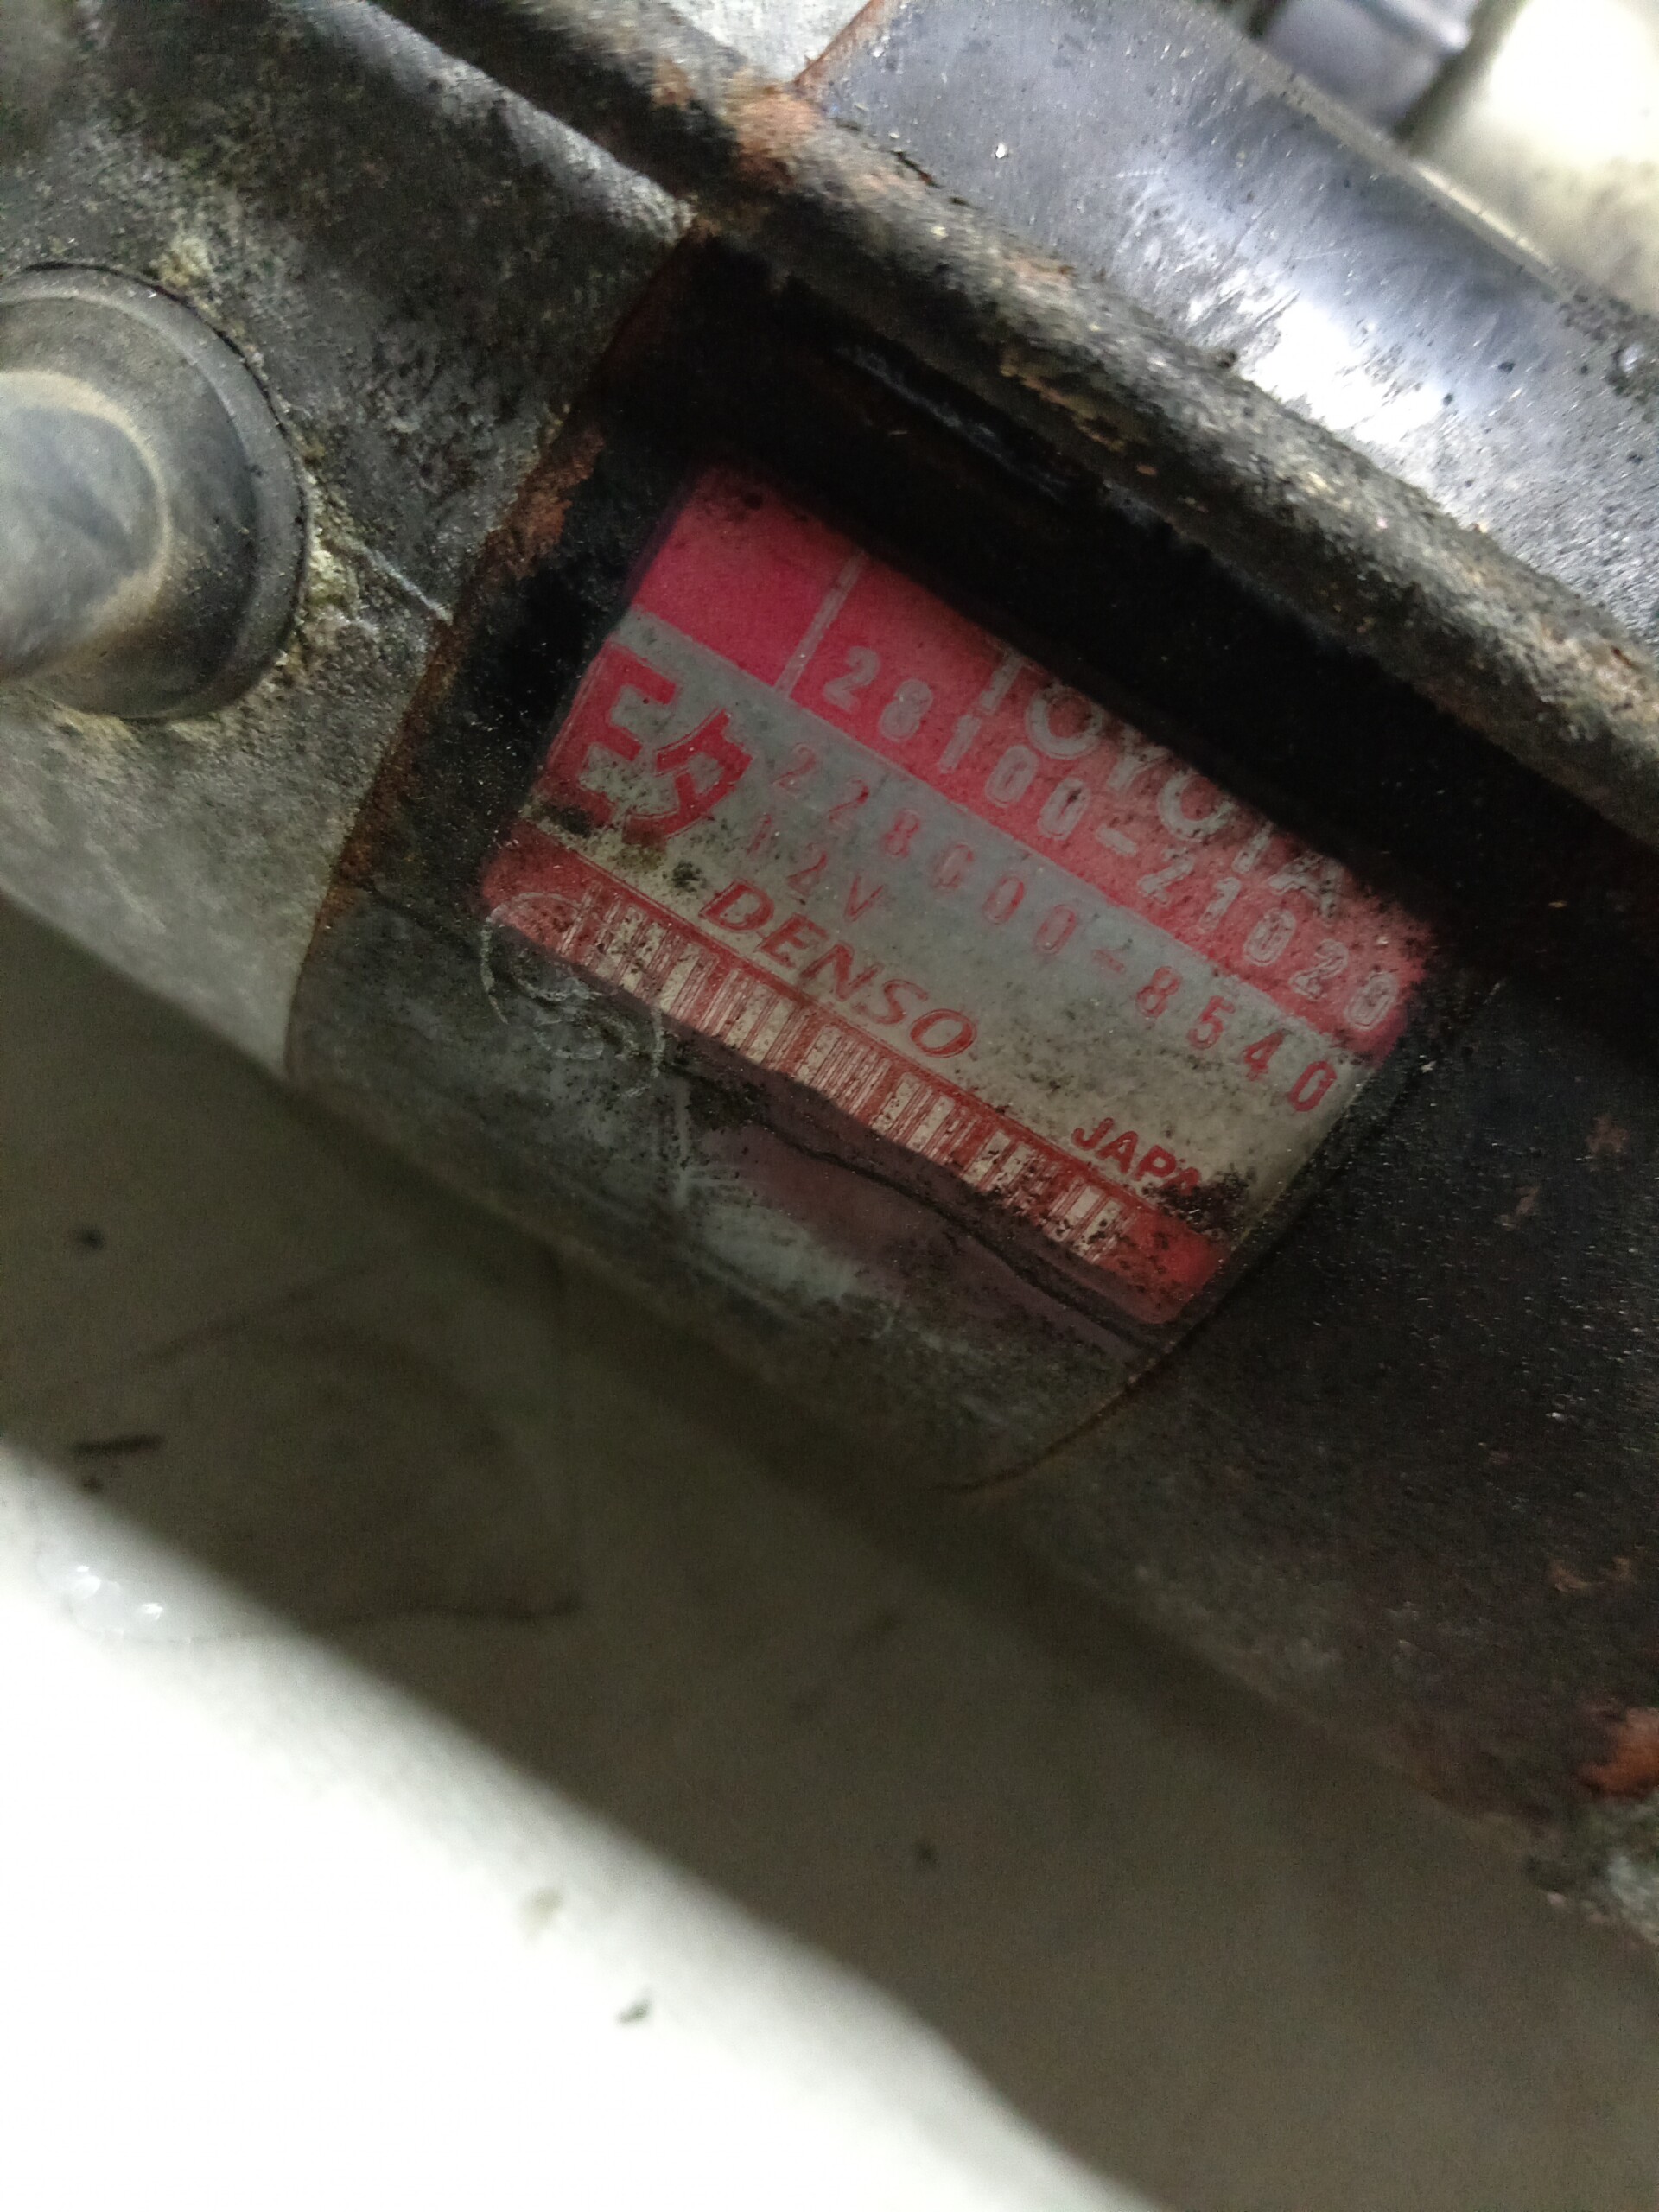 TOYOTA
28100-21020
228000-8540
12V
DENSO
JAPA